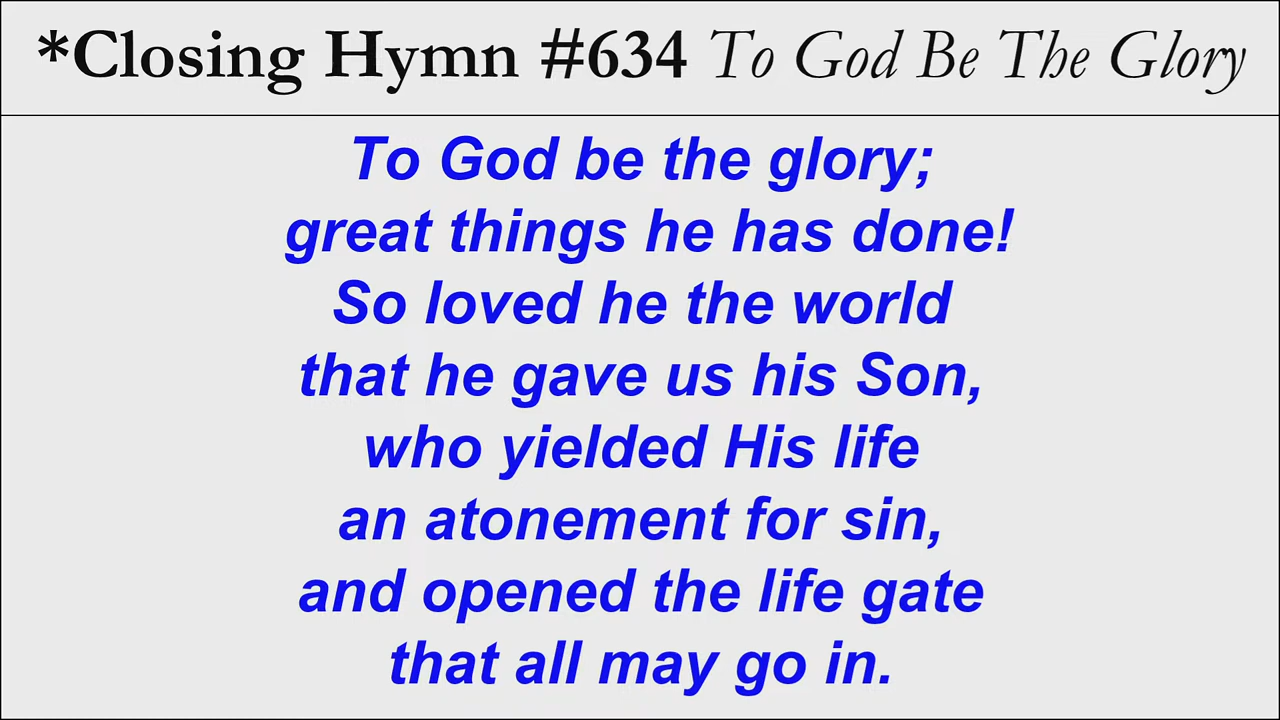 *Closing Hymn #634 To God Be The Glory
To God be the glory;
great things he has done!
So loved he the world
that he gave us his Son,
who yielded His life
an atonement for sin,
and opened the life gate
that all may go in.